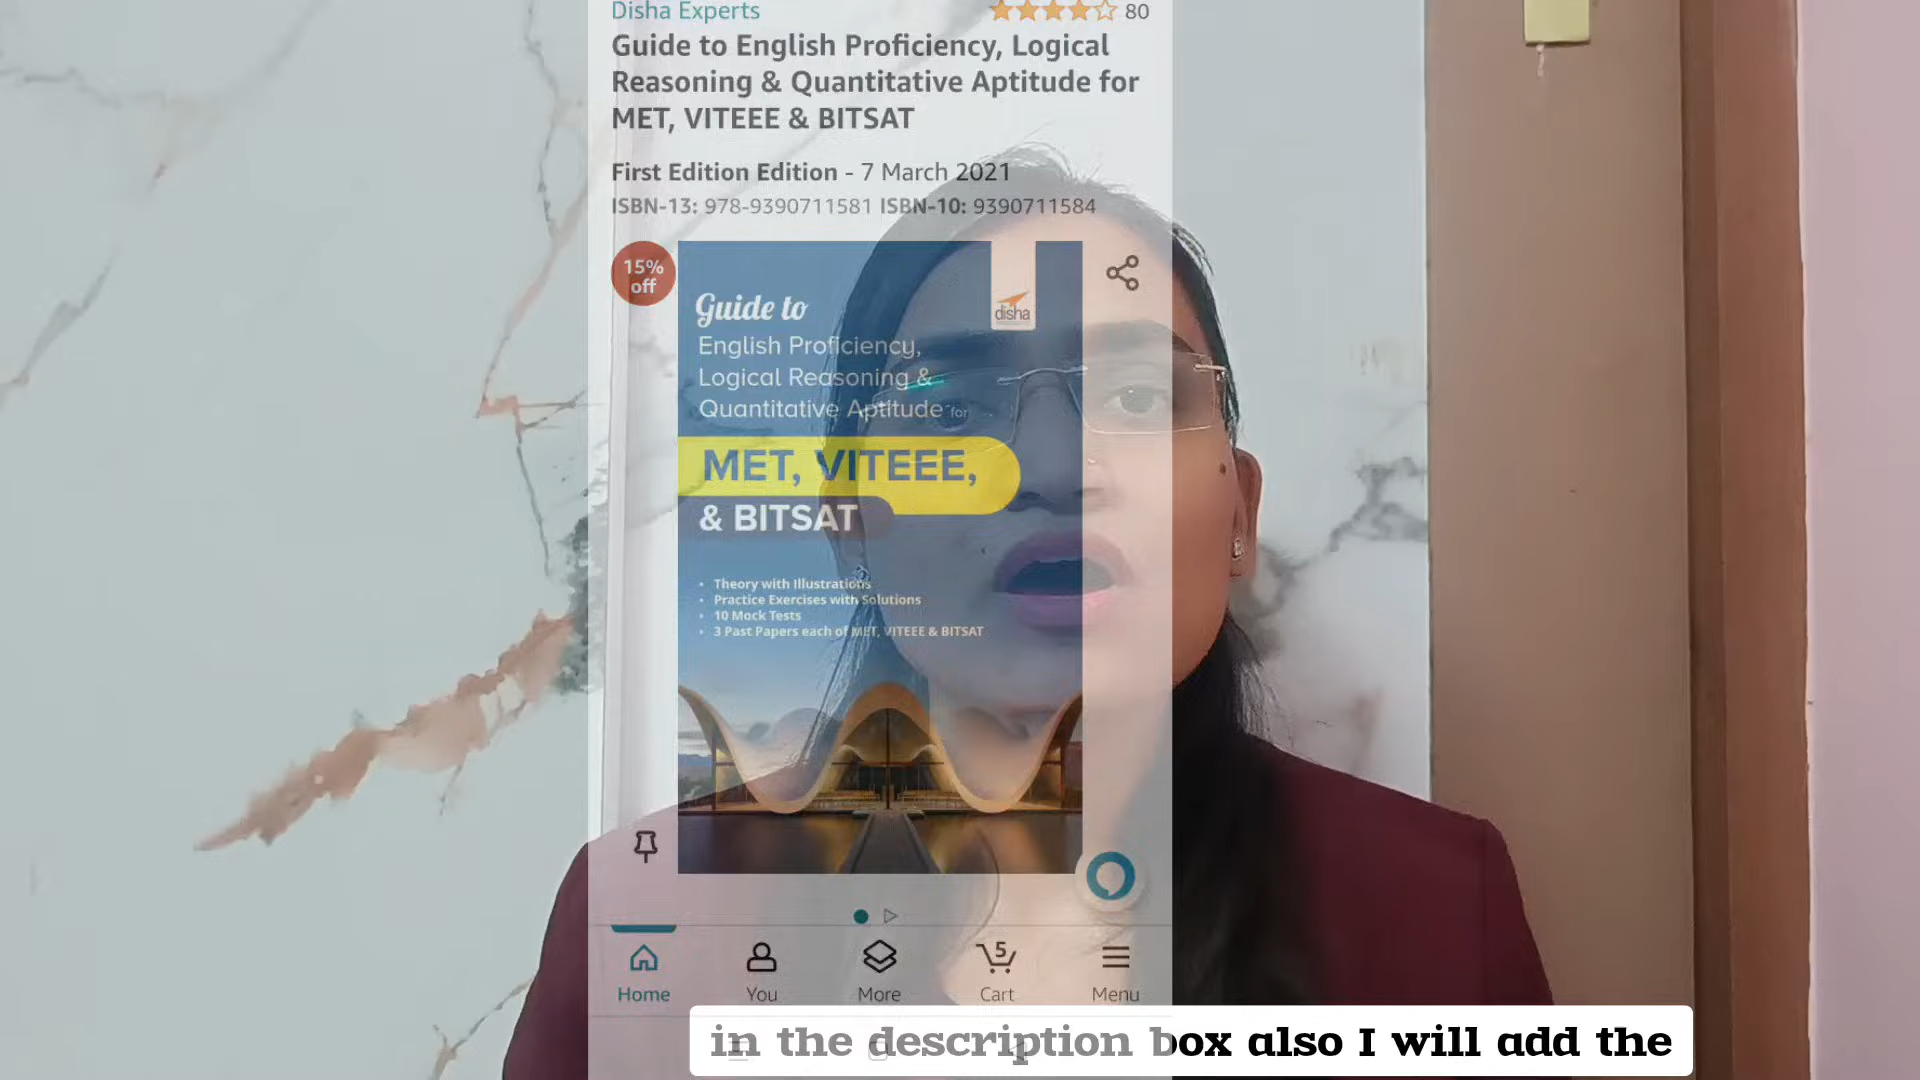 Disha Experts
80
Guide to English Proficiency, Logical
Reasoning & Quantitative Aptitude for
MET, VITEEE & BITSAT
First Edition Edition - 7 March 2021
ISBN-13: 978-9390711581 ISBN-10: 9390711584
15%
off
disha
Guide to
English Proficiency,
Logical Reasoning &
Quantitative Aptitude for
MET, VITEEE,
& BITSAT
• Theory with Illustrations
• Practice Exercises with Solutions
• 10 Mock Tests
• 3 Past Papers each of MET, VITEEE & BITSAT
5
Home You More Cart Menu
in the description box also I will add the